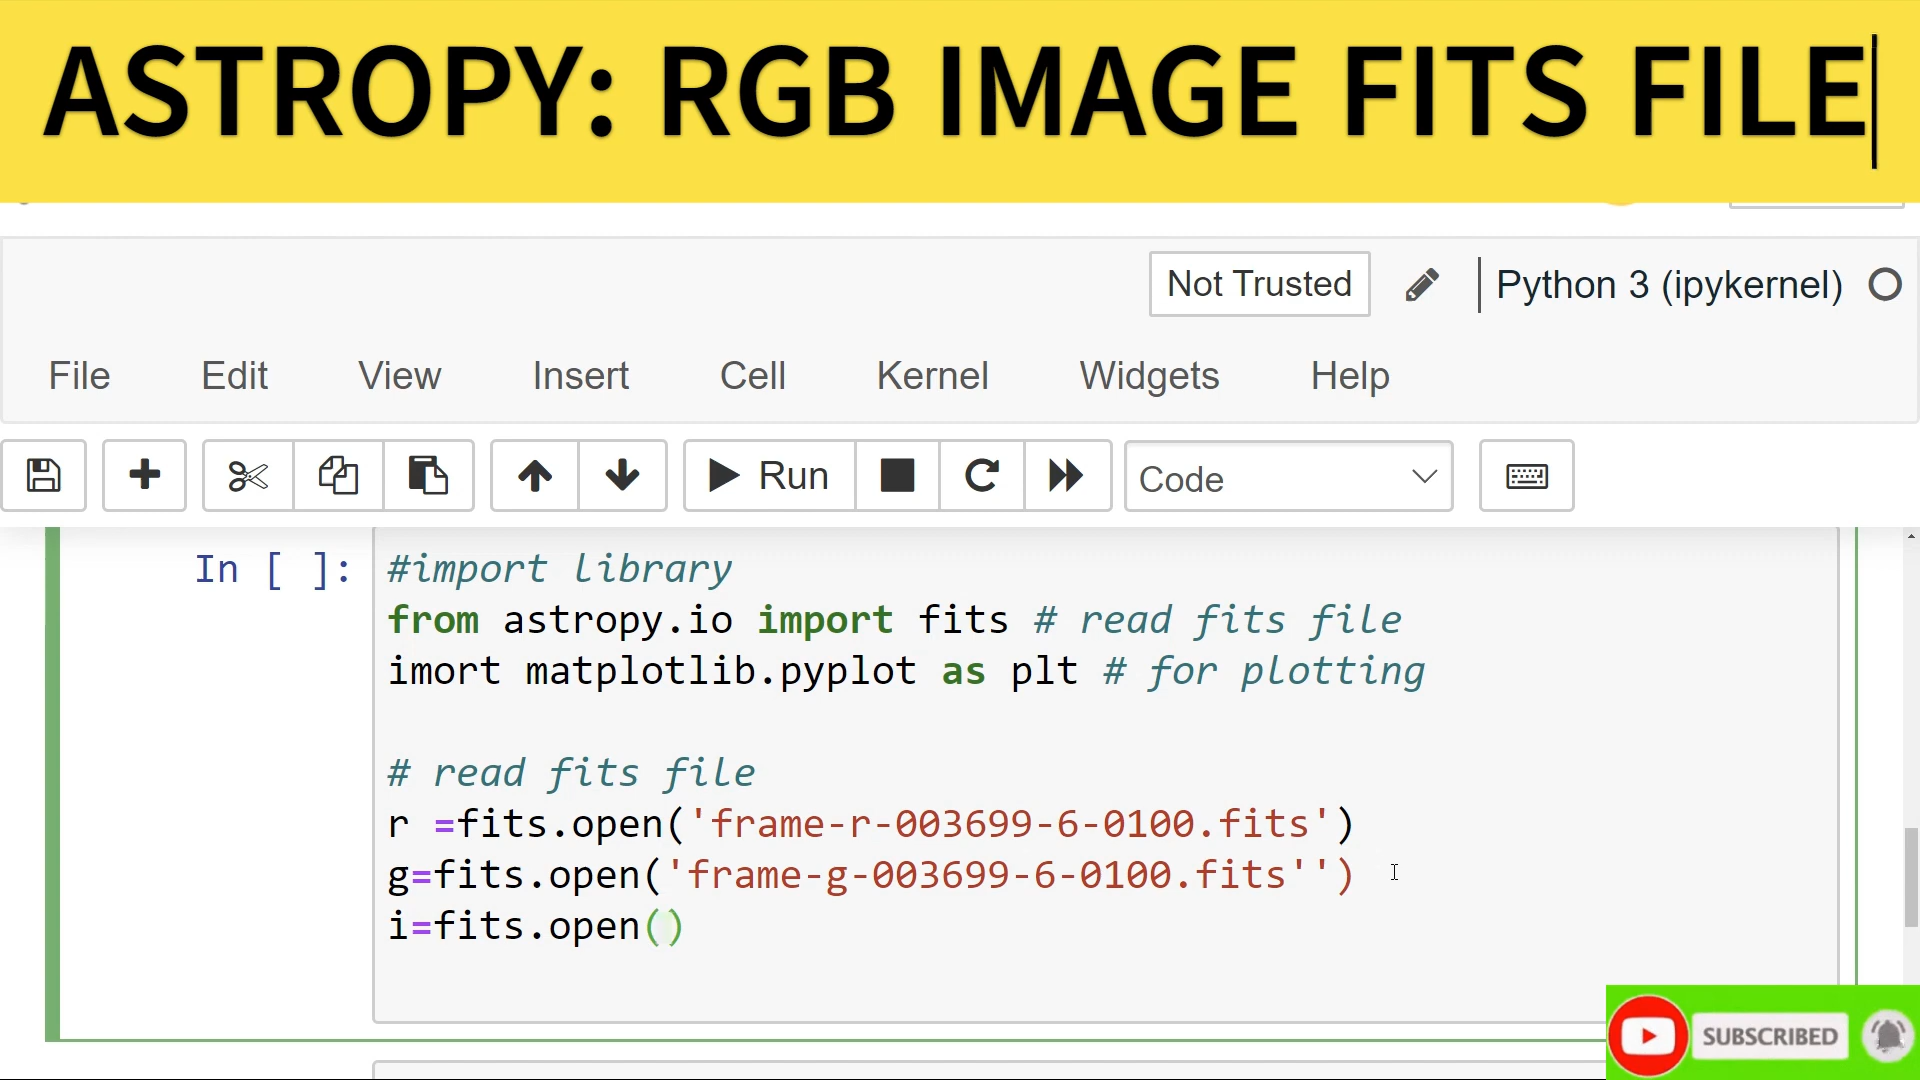 ASTROPY: RGB IMAGE FITS FILE
Not Trusted Python 3 (ipykernel)
File Edit View Insert Cell Kernel Widgets Help
Run Code
In [ ]: #import library
from astropy.io import fits # read fits file
imort matplotlib.pyplot as plt # for plotting
# read fits file
r =fits.open('frame-r-003699-6-0100.fits')
g=fits.open('frame-g-003699-6-0100.fits'')
i=fits.open()
SUBSCRIBED